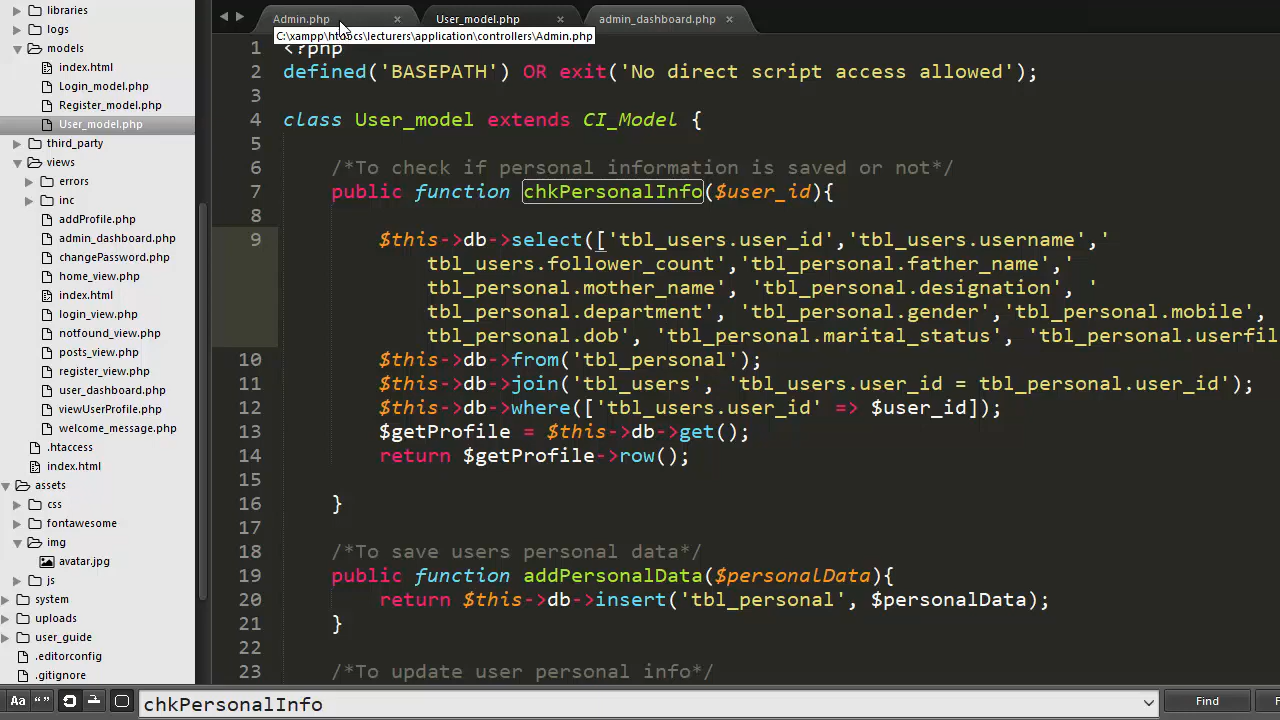 libraries
logs
models
index.html
Login_model.php
Register_model.php
User_model.php
third_party
views
errors
inc
addProfile.php
admin_dashboard.php
changePassword.php
home_view.php
index.html
login_view.php
notfound_view.php
posts_view.php
register_view.php
user_dashboard.php
viewUserProfile.php
welcome_message.php
.htaccess
index.html
assets
css
fontawesome
img
avatar.jpg
js
system
uploads
user_guide
.editorconfig
.gitignore
Admin.php × User_model.php × admin_dashboard.php ×
C:\xampp\htdocs\lecturers\application\controllers\Admin.php
1 <?php
2 defined('BASEPATH') OR exit('No direct script access allowed');
3
4 class User_model extends CI_Model {
5
6 /*To check if personal information is saved or not*/
7 public function chkPersonalInfo($user_id){
8
9 $this->db->select(['tbl_users.user_id','tbl_users.username','
tbl_users.follower_count','tbl_personal.father_name','
tbl_personal.mother_name', 'tbl_personal.designation', '
tbl_personal.department', 'tbl_personal.gender','tbl_personal.mobile',
tbl_personal.dob', 'tbl_personal.marital_status', 'tbl_personal.userfil
10 $this->db->from('tbl_personal');
11 $this->db->join('tbl_users', 'tbl_users.user_id = tbl_personal.user_id');
12 $this->db->where(['tbl_users.user_id' => $user_id]);
13 $getProfile = $this->db->get();
14 return $getProfile->row();
15
16 }
17
18 /*To save users personal data*/
19 public function addPersonalData($personalData){
20 return $this->db->insert('tbl_personal', $personalData);
21 }
22
23 /*To update user personal info*/
Aa “” chkPersonalInfo Find